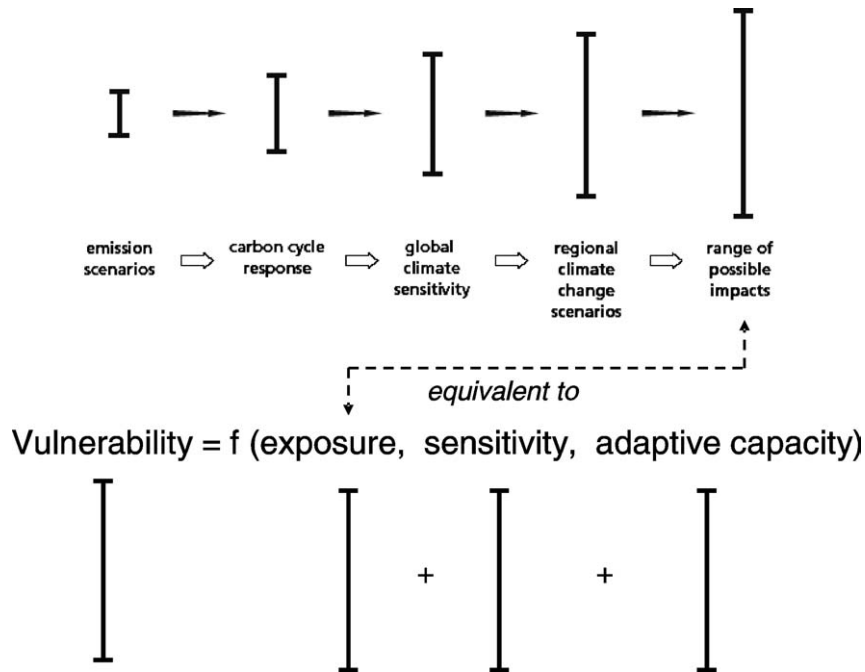 emission
scenarios
carbon cycle
response
global
climate
sensitivity
regional
climate
change
scenarios
range of
possible
impacts
equivalent to
Vulnerability = f (exposure, sensitivity, adaptive capacity)
+ +